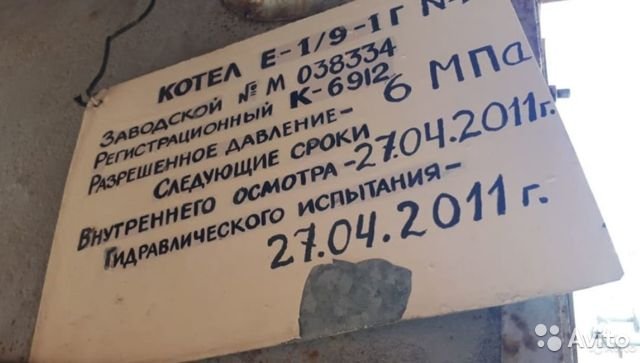 КОТЕЛ Е-1/9-1Г
ЗАВОДСКОЙ № М 038334
РЕГИСТРАЦИОННЫЙ К-6912
РАЗРЕШЕННОЕ ДАВЛЕНИЕ- 6 МПа
СЛЕДУЮЩИЕ СРОКИ
ВНУТРЕННЕГО ОСМОТРА-27.04.2011г.
ГИДРАВЛИЧЕСКОГО ИСПЫТАНИЯ-
27.04.2011г.
Avito